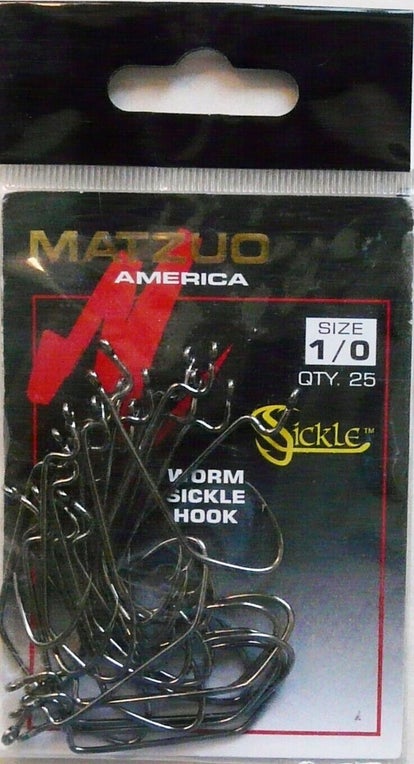 MATZUO
AMERICA
SIZE
1/0
QTY. 25
Sickle™
WORM
SICKLE
HOOK